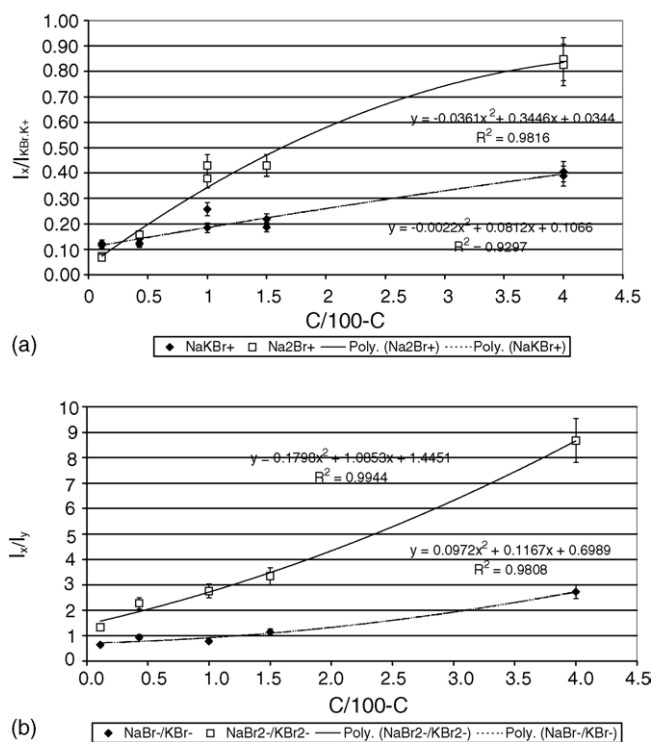 1.00
0.90
0.80
0.70
0.60
0.50
0.40
0.30
0.20
0.10
0.00
Ix/IKBr.K+
y = -0.0361x2 + 0.3446x + 0.0344
R2 = 0.9816
y = -0.0022x2 + 0.0812x + 0.1066
R2 = 0.9297
0 0.5 1.0 1.5 2.0 2.5 3.0 3.5 4.0 4.5
C/100-C
(a)
NaKBr+ Na2Br+ Poly. (Na2Br+) Poly. (NaKBr+)
10
9
8
7
6
5
4
3
2
1
0
Ix/Iy
y = 0.1798x2 + 1.0853x + 1.4451
R2 = 0.9944
y = 0.0972x2 + 0.1167x + 0.6989
R2 = 0.9808
0.0 0.5 1.0 1.5 2.0 2.5 3.0 3.5 4.0 4.5
C/100-C
(b)
NaBr-/KBr- NaBr2-/KBr2- Poly. (NaBr2-/KBr2-) Poly. (NaBr-/KBr-)